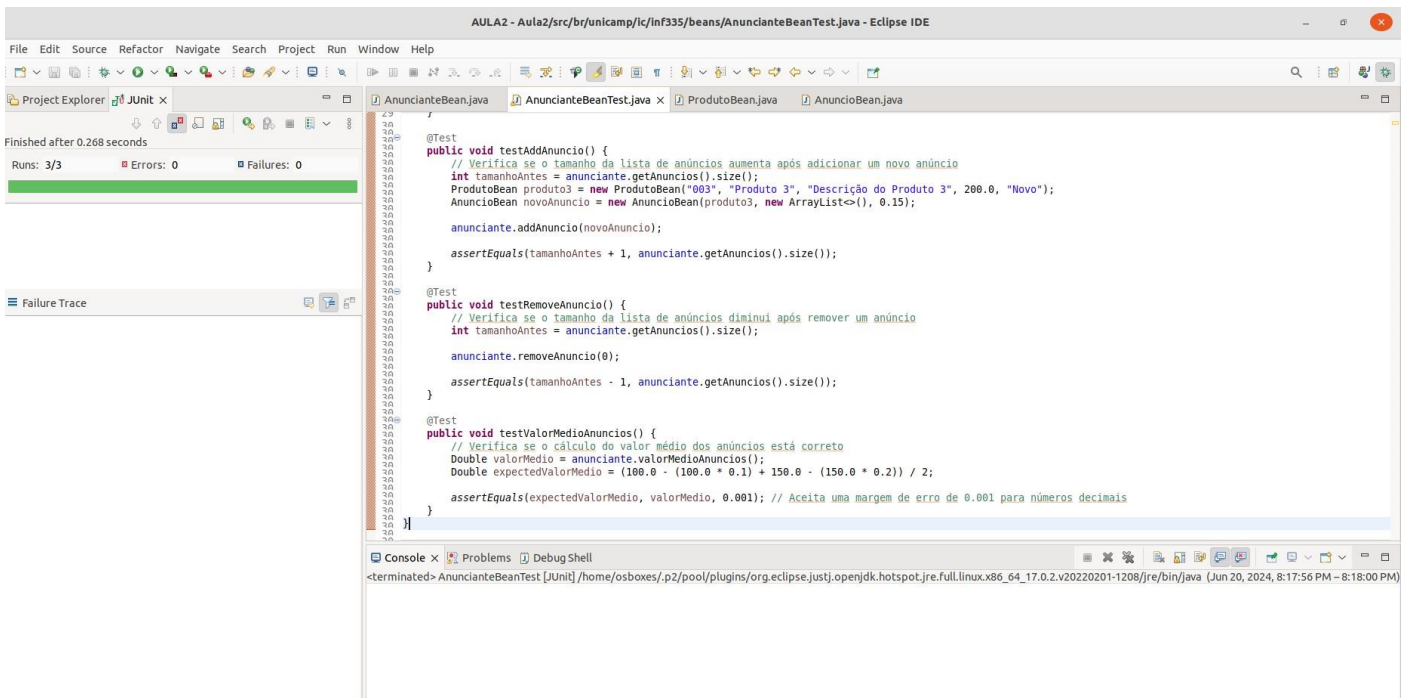 AULA2 - Aula2/src/br/unicamp/ic/inf335/beans/AnuncianteBeanTest.java - Eclipse IDE
File Edit Source Refactor Navigate Search Project Run Window Help
Project Explorer JUnit
Finished after 0.268 seconds
Runs: 3/3 Errors: 0 Failures: 0
Failure Trace
AnuncianteBean.java AnuncianteBeanTest.java ProdutoBean.java AnuncioBean.java
}
@Test
public void testAddAnuncio() {
// Verifica se o tamanho da lista de anúncios aumenta após adicionar um novo anúncio
int tamanhoAntes = anunciante.getAnuncios().size();
ProdutoBean produto3 = new ProdutoBean("003", "Produto 3", "Descrição do Produto 3", 200.0, "Novo");
AnuncioBean novoAnuncio = new AnuncioBean(produto3, new ArrayList<>(), 0.15);
anunciante.addAnuncio(novoAnuncio);
assertEquals(tamanhoAntes + 1, anunciante.getAnuncios().size());
}
@Test
public void testRemoveAnuncio() {
// Verifica se o tamanho da lista de anúncios diminui após remover um anúncio
int tamanhoAntes = anunciante.getAnuncios().size();
anunciante.removeAnuncio(0);
assertEquals(tamanhoAntes - 1, anunciante.getAnuncios().size());
}
@Test
public void testValorMedioAnuncios() {
// Verifica se o cálculo do valor médio dos anúncios está correto
Double valorMedio = anunciante.valorMedioAnuncios();
Double expectedValorMedio = (100.0 - (100.0 * 0.1) + 150.0 - (150.0 * 0.2)) / 2;
assertEquals(expectedValorMedio, valorMedio, 0.001); // Aceita uma margem de erro de 0.001 para números decimais
}
}
Console Problems Debug Shell
<terminated> AnuncianteBeanTest [JUnit] /home/osboxes/.p2/pool/plugins/org.eclipse.justj.openjdk.hotspot.jre.full.linux.x86_64_17.0.2.v20220201-1208/jre/bin/java (Jun 20, 2024, 8:17:56 PM – 8:18:00 PM)